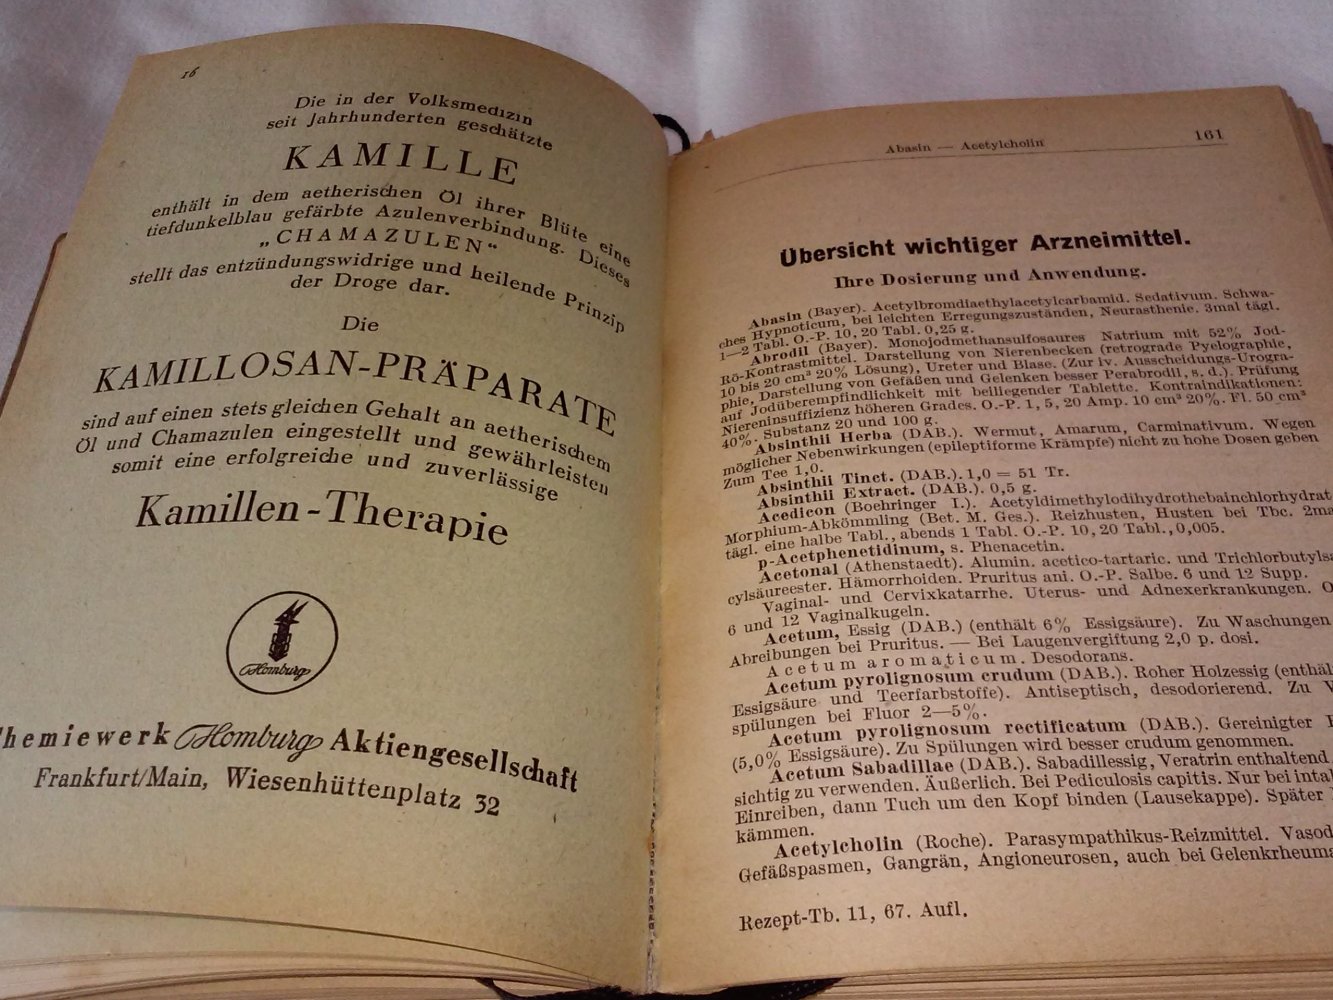 16
Die in der Volksmedizin
seit Jahrhunderten geschätzte
KAMILLE
enthält in dem aetherischen Öl ihrer Blüte eine
tiefdunkelblau gefärbte Azulenverbindung. Dieses
„CHAMAZULEN“
stellt das entzündungswidrige und heilende Prinzip
der Droge dar.
Die
KAMILLOSAN-PRÄPARATE
sind auf einen stets gleichen Gehalt an aetherischem
Öl und Chamazulen eingestellt und gewährleisten
somit eine erfolgreiche und zuverlässige
Kamillen-Therapie
Homburg
hemiewerk Homburg Aktiengesellschaft
Frankfurt/Main, Wiesenhüttenplatz 32
Abasin — Acetylcholin 161
Übersicht wichtiger Arzneimittel.
Ihre Dosierung und Anwendung.
Abasin (Bayer). Acetylbromdiaethylacetylcarbamid. Sedativum. Schwa-
ches Hypnoticum, bei leichten Erregungszuständen, Neurasthenie. 3mal tägl.
1—2 Tabl. O.-P. 10, 20 Tabl. 0,25 g.
Abrodil (Bayer). Monojodmethansulfosaures Natrium mit 52% Jod-
Rö-Kontrastmittel. Darstellung von Nierenbecken (retrograde Pyelographie,
10 bis 20 cm³ 20% Lösung), Ureter und Blase. (Zur iv. Ausscheidungs-Urogra-
phie, Darstellung von Gefäßen und Gelenken besser Perabrodil, s. d.). Prüfung
auf Jodüberempfindlichkeit mit beiliegender Tablette. Kontraindikationen:
Niereninsuffizienz höheren Grades. O.-P. 1, 5, 20 Amp. 10 cm³ 20%. Fl. 50 cm³
40%. Substanz 20 und 100 g.
Absinthii Herba (DAB.). Wermut, Amarum, Carminativum. Wegen
möglicher Nebenwirkungen (epileptiforme Krämpfe) nicht zu hohe Dosen geben
Zum Tee 1,0.
Absinthii Tinct. (DAB.). 1,0 = 51 Tr.
Absinthii Extract. (DAB.). 0,5 g.
Acedicon (Boehringer I.). Acetyldimethylodihydrothebainchlorhydrat
Morphium-Abkömmling (Bet. M. Ges.). Reizhusten, Husten bei Tbc. 2ma
tägl. eine halbe Tabl., abends 1 Tabl. O.-P. 10, 20 Tabl., 0,005.
p-Acetphenetidinum, s. Phenacetin.
Acetonal (Athenstaedt). Alumin. acetico-tartaric. und Trichlorbutylsa
cylsäureester. Hämorrhoiden. Pruritus ani. O.-P. Salbe. 6 und 12 Supp.
Vaginal- und Cervixkatarrhe. Uterus- und Adnexerkrankungen. O
6 und 12 Vaginalkugeln.
Acetum, Essig (DAB.) (enthält 6% Essigsäure). Zu Waschungen
Abreibungen bei Pruritus. — Bei Laugenvergiftung 2,0 p. dosi.
Acetum aromaticum. Desodorans.
Acetum pyrolignosum crudum (DAB.). Roher Holzessig (enthäl
Essigsäure und Teerfarbstoffe). Antiseptisch, desodorierend. Zu V
spülungen bei Fluor 2—5%.
Acetum pyrolignosum rectificatum (DAB.). Gereinigter
(5,0% Essigsäure). Zu Spülungen wird besser crudum genommen.
Acetum Sabadillae (DAB.). Sabadillessig, Veratrin enthaltend
sichtig zu verwenden. Äußerlich. Bei Pediculosis capitis. Nur bei inta
Einreiben, dann Tuch um den Kopf binden (Lausekappe). Später
kämmen.
Acetylcholin (Roche). Parasympathikus-Reizmittel. Vasod
Gefäßspasmen, Gangrän, Angioneurosen, auch bei Gelenkrheuma
Rezept-Tb. 11, 67. Aufl.